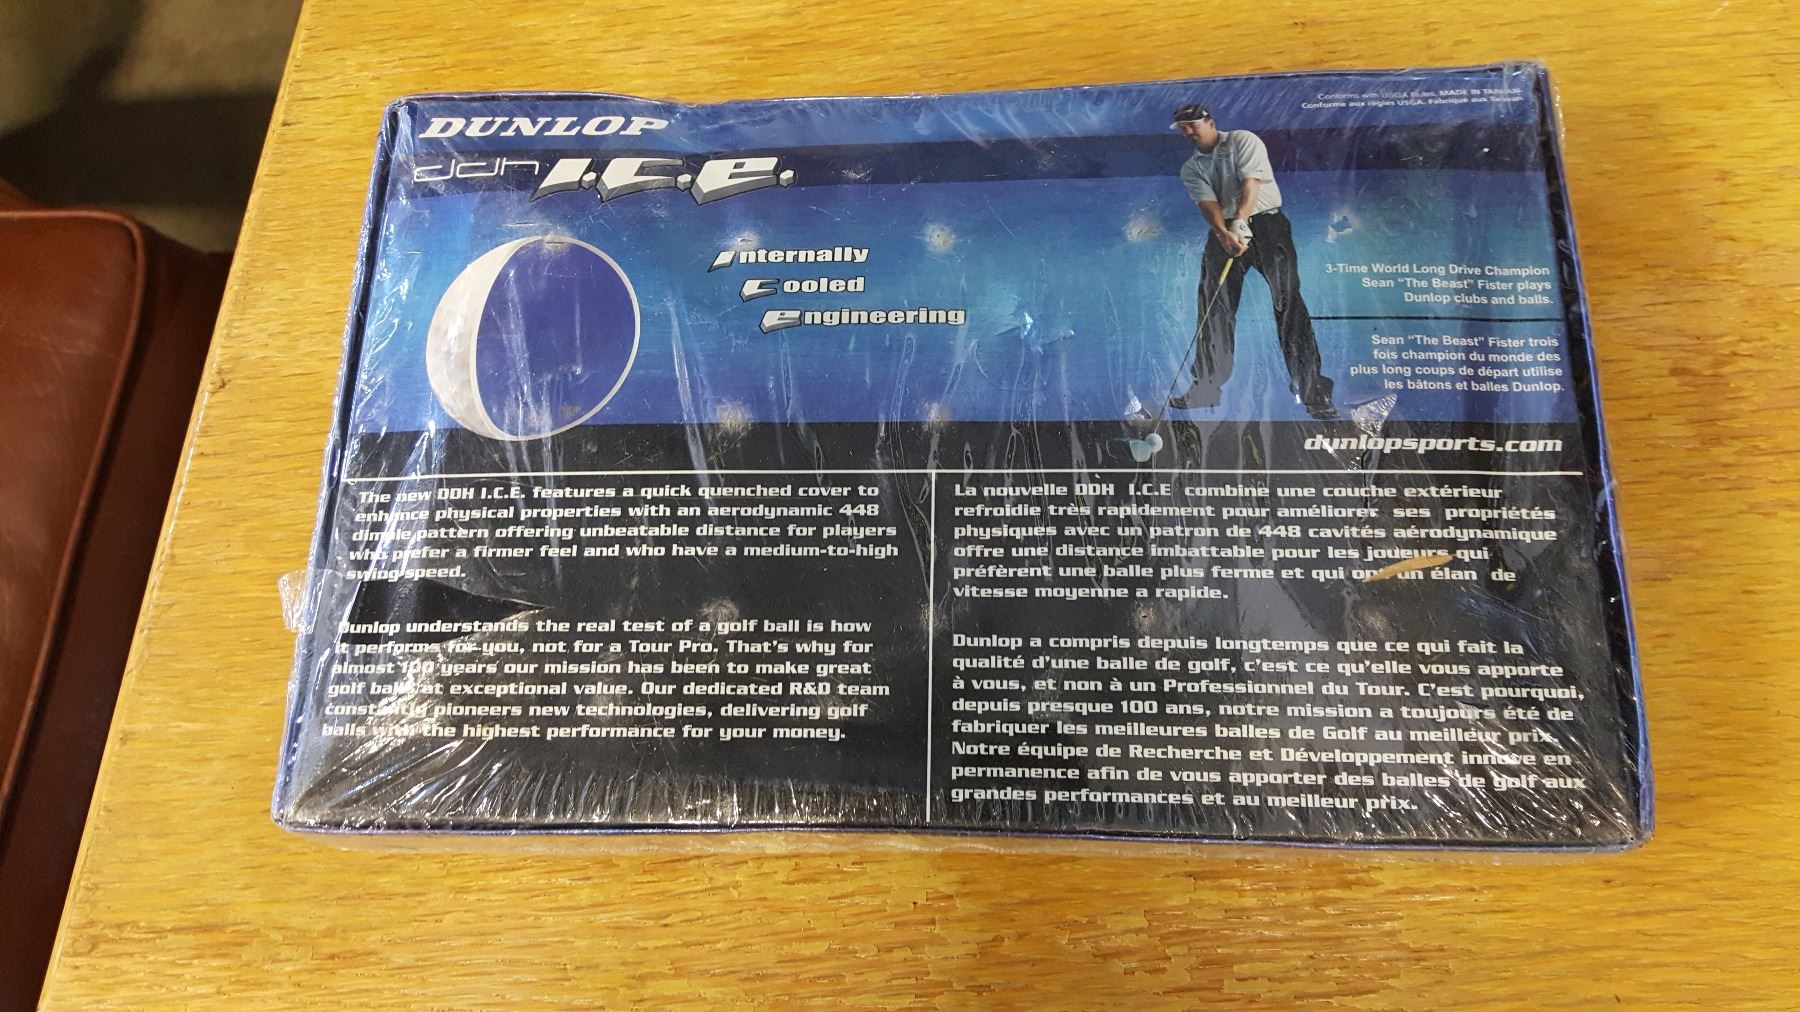 DUNLOP
ddh I.C.E.
Internally
Cooled
Engineering
Conforms with USGA Rules. MADE IN TAIWAN.
Conforme aux règles USGA. Fabriqué aux Taiwan.
3-Time World Long Drive Champion
Sean "The Beast" Fister plays
Dunlop clubs and balls.
Sean "The Beast" Fister trois
fois champion du monde des
plus long coups de départ utilise
les bâtons et balles Dunlop.
dunlopsports.com
The new DDH I.C.E. features a quick quenched cover to
enhance physical properties with an aerodynamic 448
dimple pattern offering unbeatable distance for players
who prefer a firmer feel and who have a medium-to-high
swing speed.
Dunlop understands the real test of a golf ball is how
it performs for you, not for a Tour Pro. That's why for
almost 100 years our mission has been to make great
golf balls at exceptional value. Our dedicated R&D team
constantly pioneers new technologies, delivering golf
balls with the highest performance for your money.
La nouvelle DDH I.C.E combine une couche extérieur
refroidie très rapidement pour améliorer ses propriétés
physiques avec un patron de 448 cavités aérodynamique
offre une distance imbattable pour les joueurs qui
préfèrent une balle plus ferme et qui ont un élan de
vitesse moyenne a rapide.
Dunlop a compris depuis longtemps que ce qui fait la
qualité d'une balle de golf, c'est ce qu'elle vous apporte
à vous, et non à un Professionnel du Tour. C'est pourquoi,
depuis presque 100 ans, notre mission a toujours été de
fabriquer les meilleures balles de Golf au meilleur prix.
Notre équipe de Recherche et Développement innove en
permanence afin de vous apporter des balles de golf aux
grandes performances et au meilleur prix.